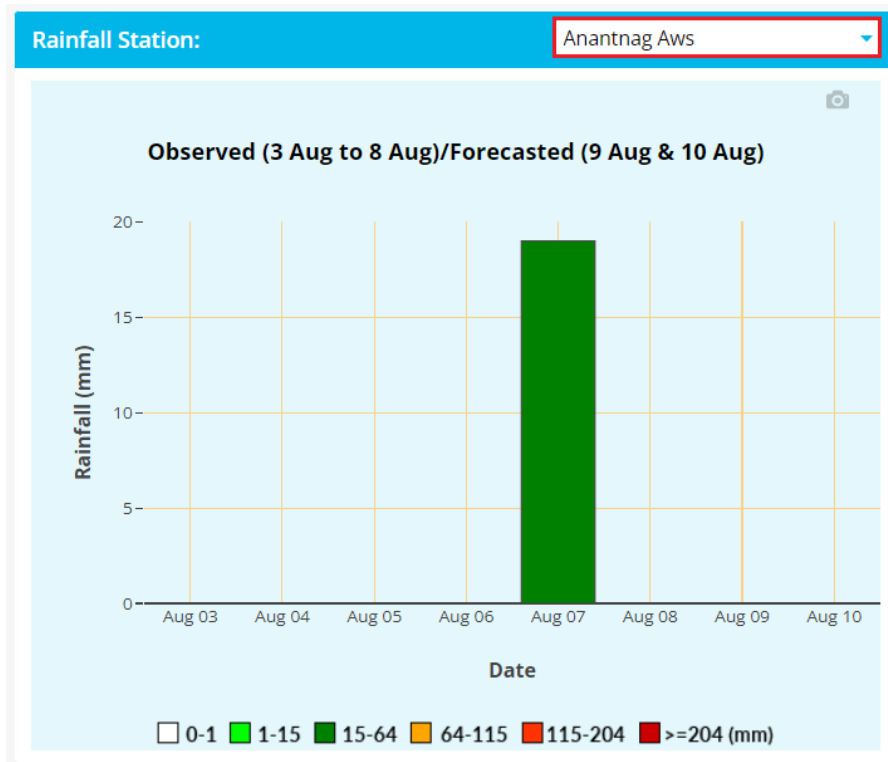 Rainfall Station:
Anantnag Aws
Observed (3 Aug to 8 Aug)/Forecasted (9 Aug & 10 Aug)
20
15
10
5
0
Rainfall (mm)
Aug 03 Aug 04 Aug 05 Aug 06 Aug 07 Aug 08 Aug 09 Aug 10
Date
0-1 1-15 15-64 64-115 115-204 >=204 (mm)